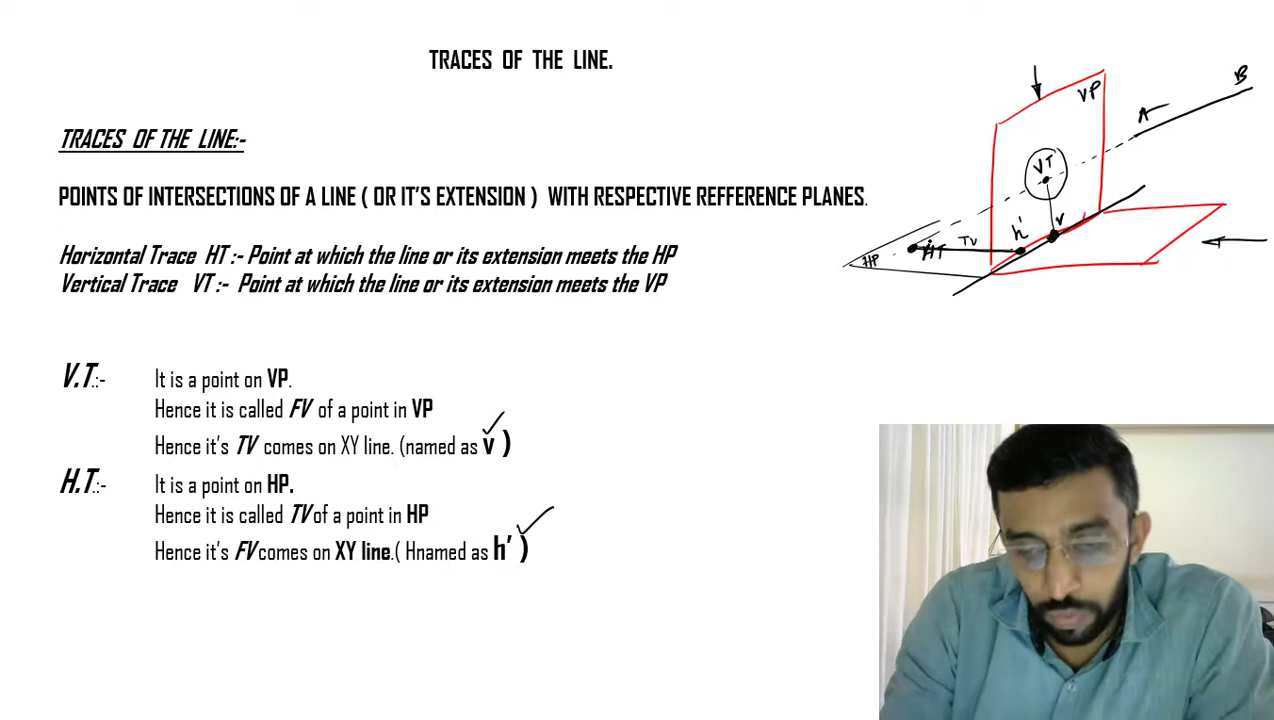 TRACES OF THE LINE.
TRACES OF THE LINE:-
POINTS OF INTERSECTIONS OF A LINE ( OR IT'S EXTENSION ) WITH RESPECTIVE REFFERENCE PLANES.
Horizontal Trace HT :- Point at which the line or its extension meets the HP
Vertical Trace VT :- Point at which the line or its extension meets the VP
V.T.:- It is a point on VP.
Hence it is called FV of a point in VP
Hence it's TV comes on XY line. (named as v )
H.T.:- It is a point on HP.
Hence it is called TV of a point in HP
Hence it's FV comes on XY line.( Hnamed as h' )
B
VP
A
VT
v
h'
TV
HT
HP